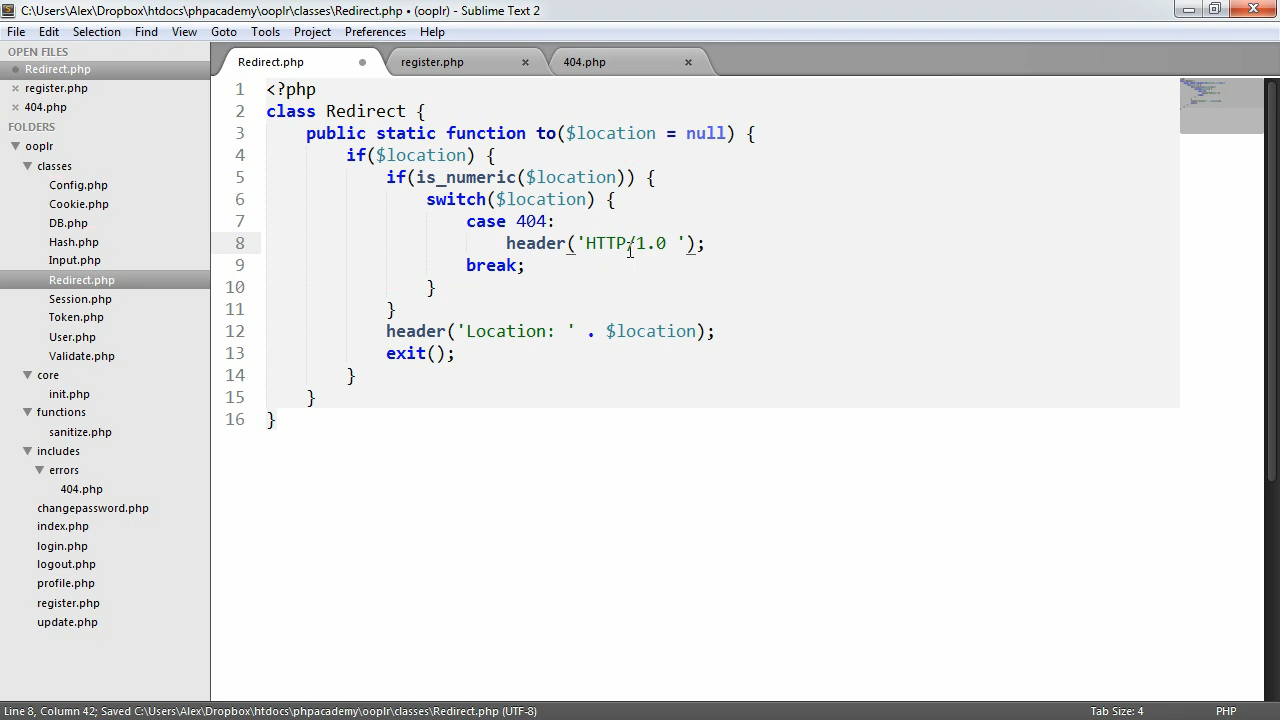 C:\Users\Alex\Dropbox\htdocs\phpacademy\ooplr\classes\Redirect.php • (ooplr) - Sublime Text 2
File Edit Selection Find View Goto Tools Project Preferences Help
OPEN FILES
Redirect.php
register.php
404.php
FOLDERS
ooplr
classes
Config.php
Cookie.php
DB.php
Hash.php
Input.php
Redirect.php
Session.php
Token.php
User.php
Validate.php
core
init.php
functions
sanitize.php
includes
errors
404.php
changepassword.php
index.php
login.php
logout.php
profile.php
register.php
update.php
Redirect.php register.php 404.php
1 <?php
2 class Redirect {
3 public static function to($location = null) {
4 if($location) {
5 if(is_numeric($location)) {
6 switch($location) {
7 case 404:
8 header('HTTP/1.0 ');
9 break;
10 }
11 }
12 header('Location: ' . $location);
13 exit();
14 }
15 }
16 }
Line 8, Column 42; Saved C:\Users\Alex\Dropbox\htdocs\phpacademy\ooplr\classes\Redirect.php (UTF-8) Tab Size: 4 PHP